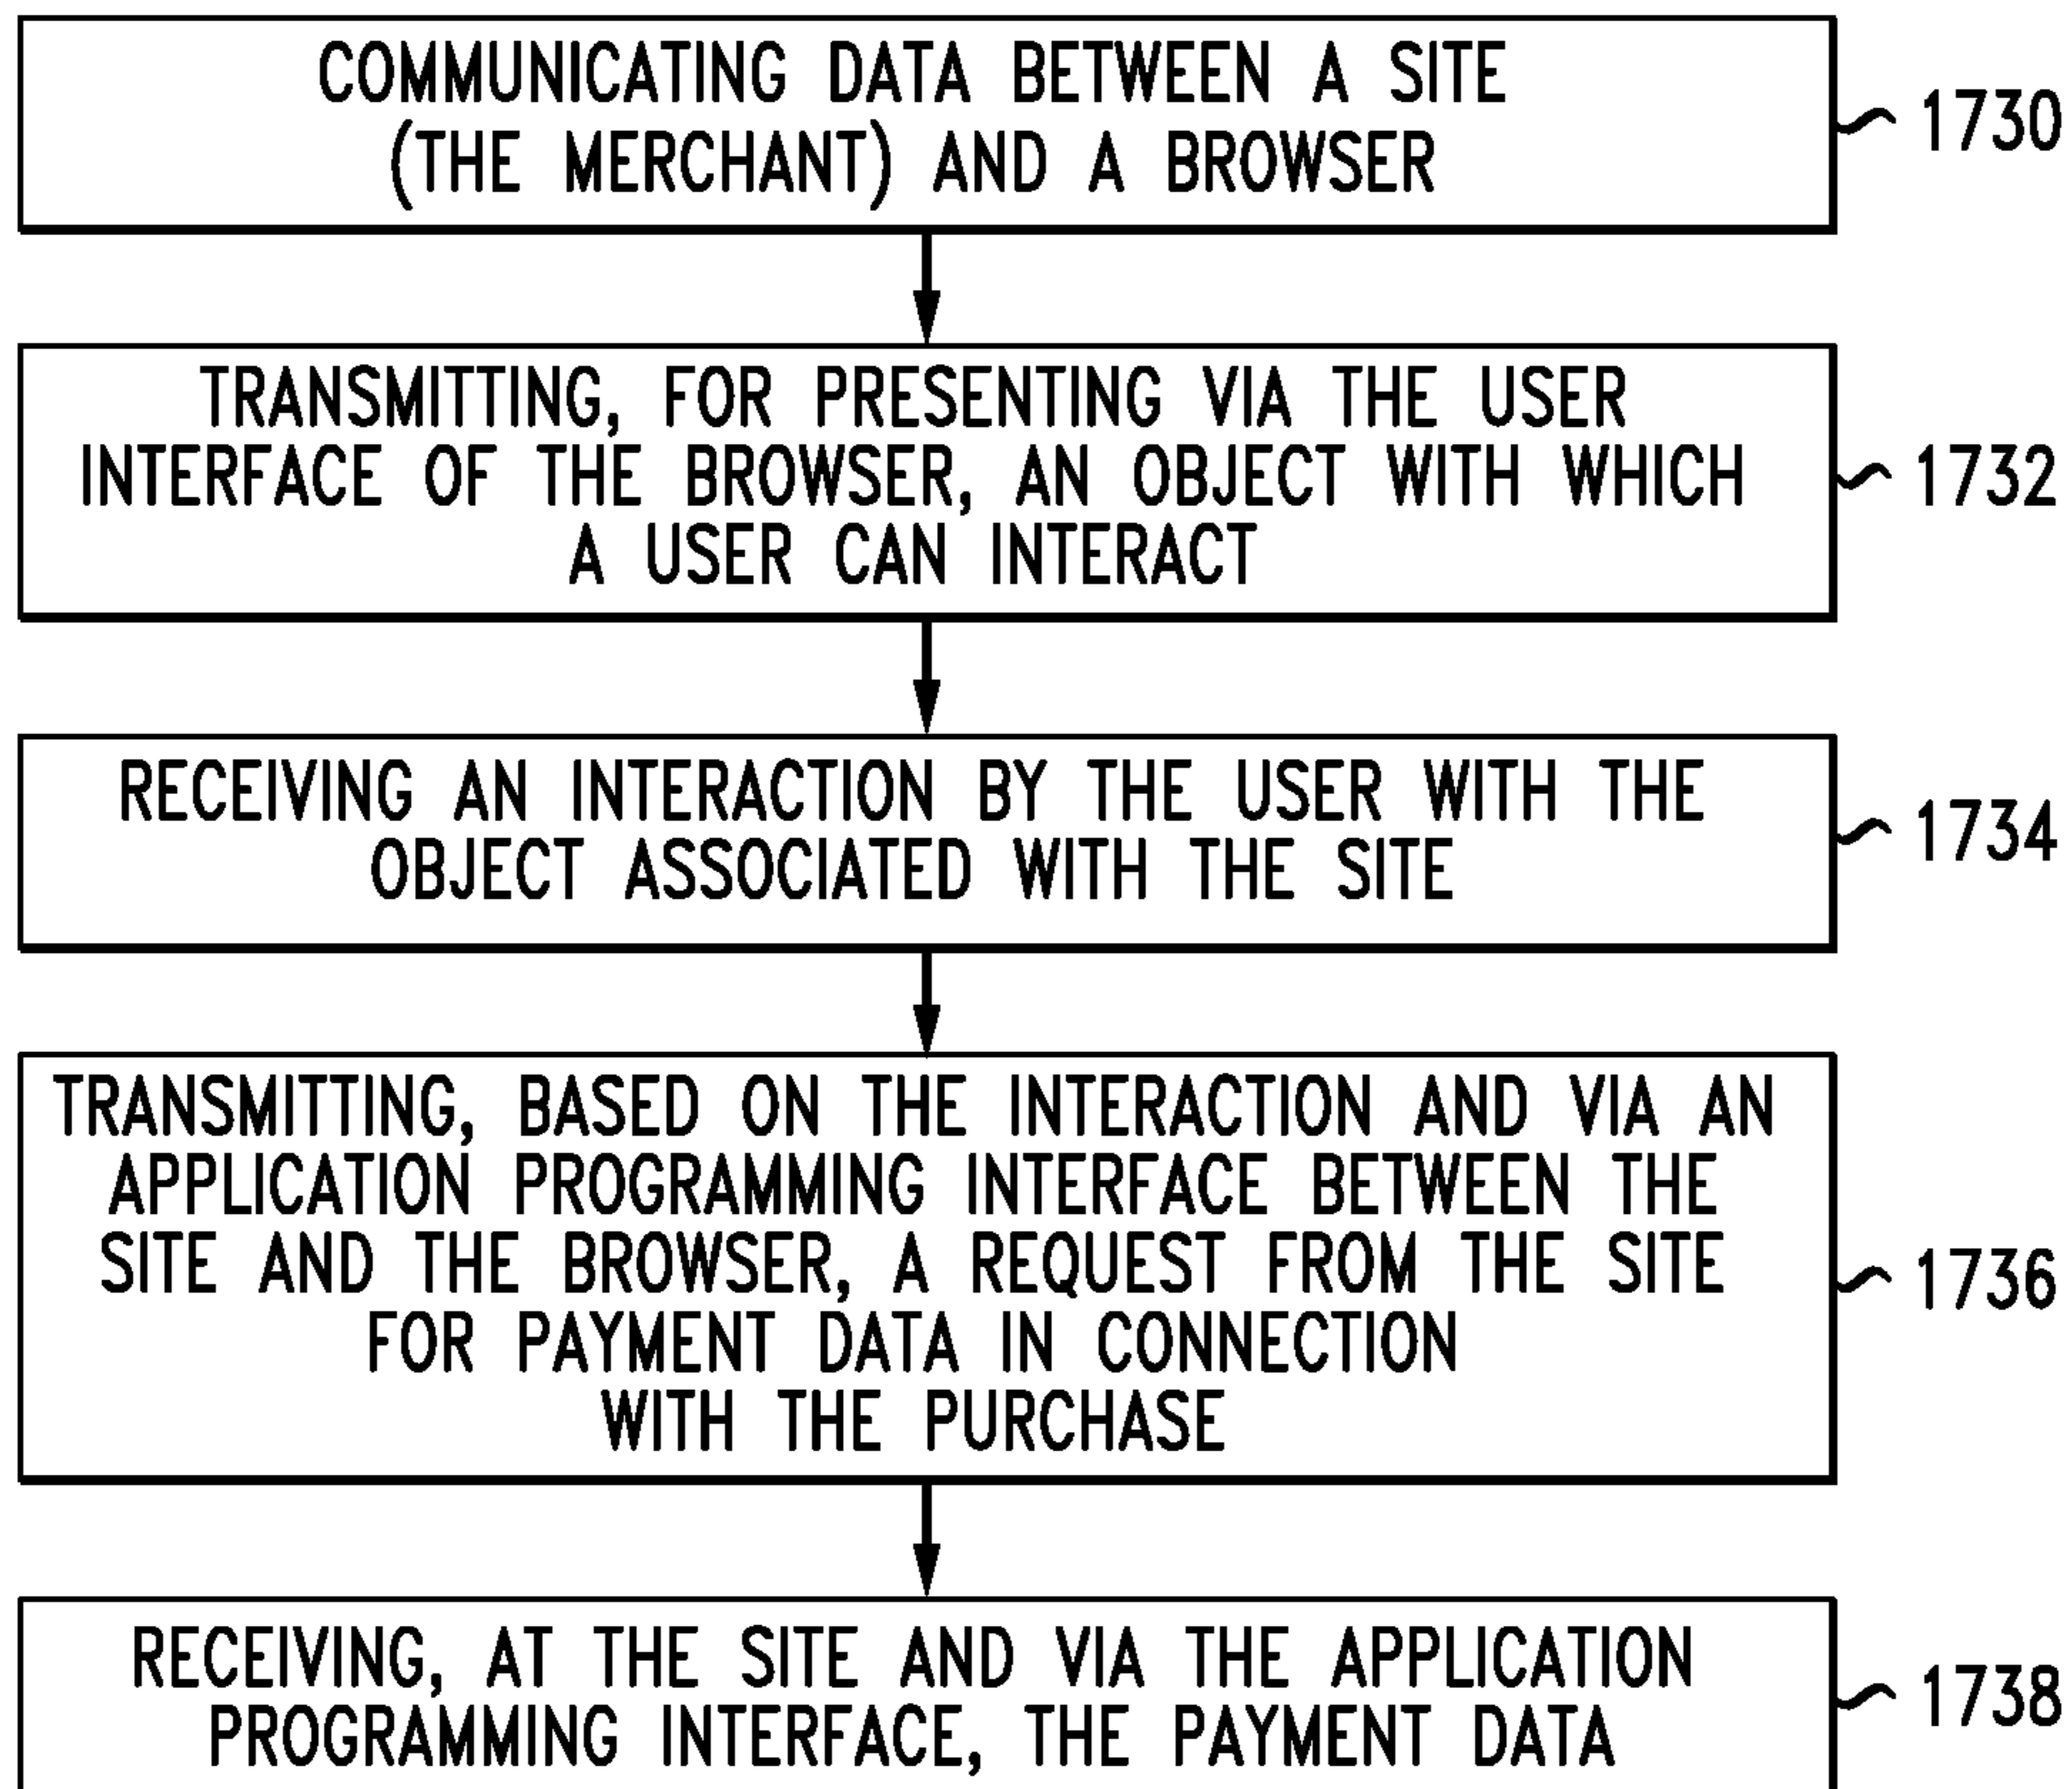 COMMUNICATING DATA BETWEEN A SITE
(THE MERCHANT) AND A BROWSER
1730
TRANSMITTING, FOR PRESENTING VIA THE USER
INTERFACE OF THE BROWSER, AN OBJECT WITH WHICH
A USER CAN INTERACT
1732
RECEIVING AN INTERACTION BY THE USER WITH THE
OBJECT ASSOCIATED WITH THE SITE
1734
TRANSMITTING, BASED ON THE INTERACTION AND VIA AN
APPLICATION PROGRAMMING INTERFACE BETWEEN THE
SITE AND THE BROWSER, A REQUEST FROM THE SITE
FOR PAYMENT DATA IN CONNECTION
WITH THE PURCHASE
1736
RECEIVING, AT THE SITE AND VIA THE APPLICATION
PROGRAMMING INTERFACE, THE PAYMENT DATA
1738